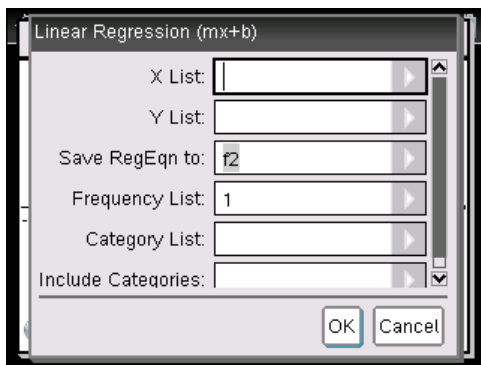 Linear Regression (mx+b)
X List:
Y List:
Save RegEqn to: f2
Frequency List: 1
Category List:
Include Categories:
OK Cancel